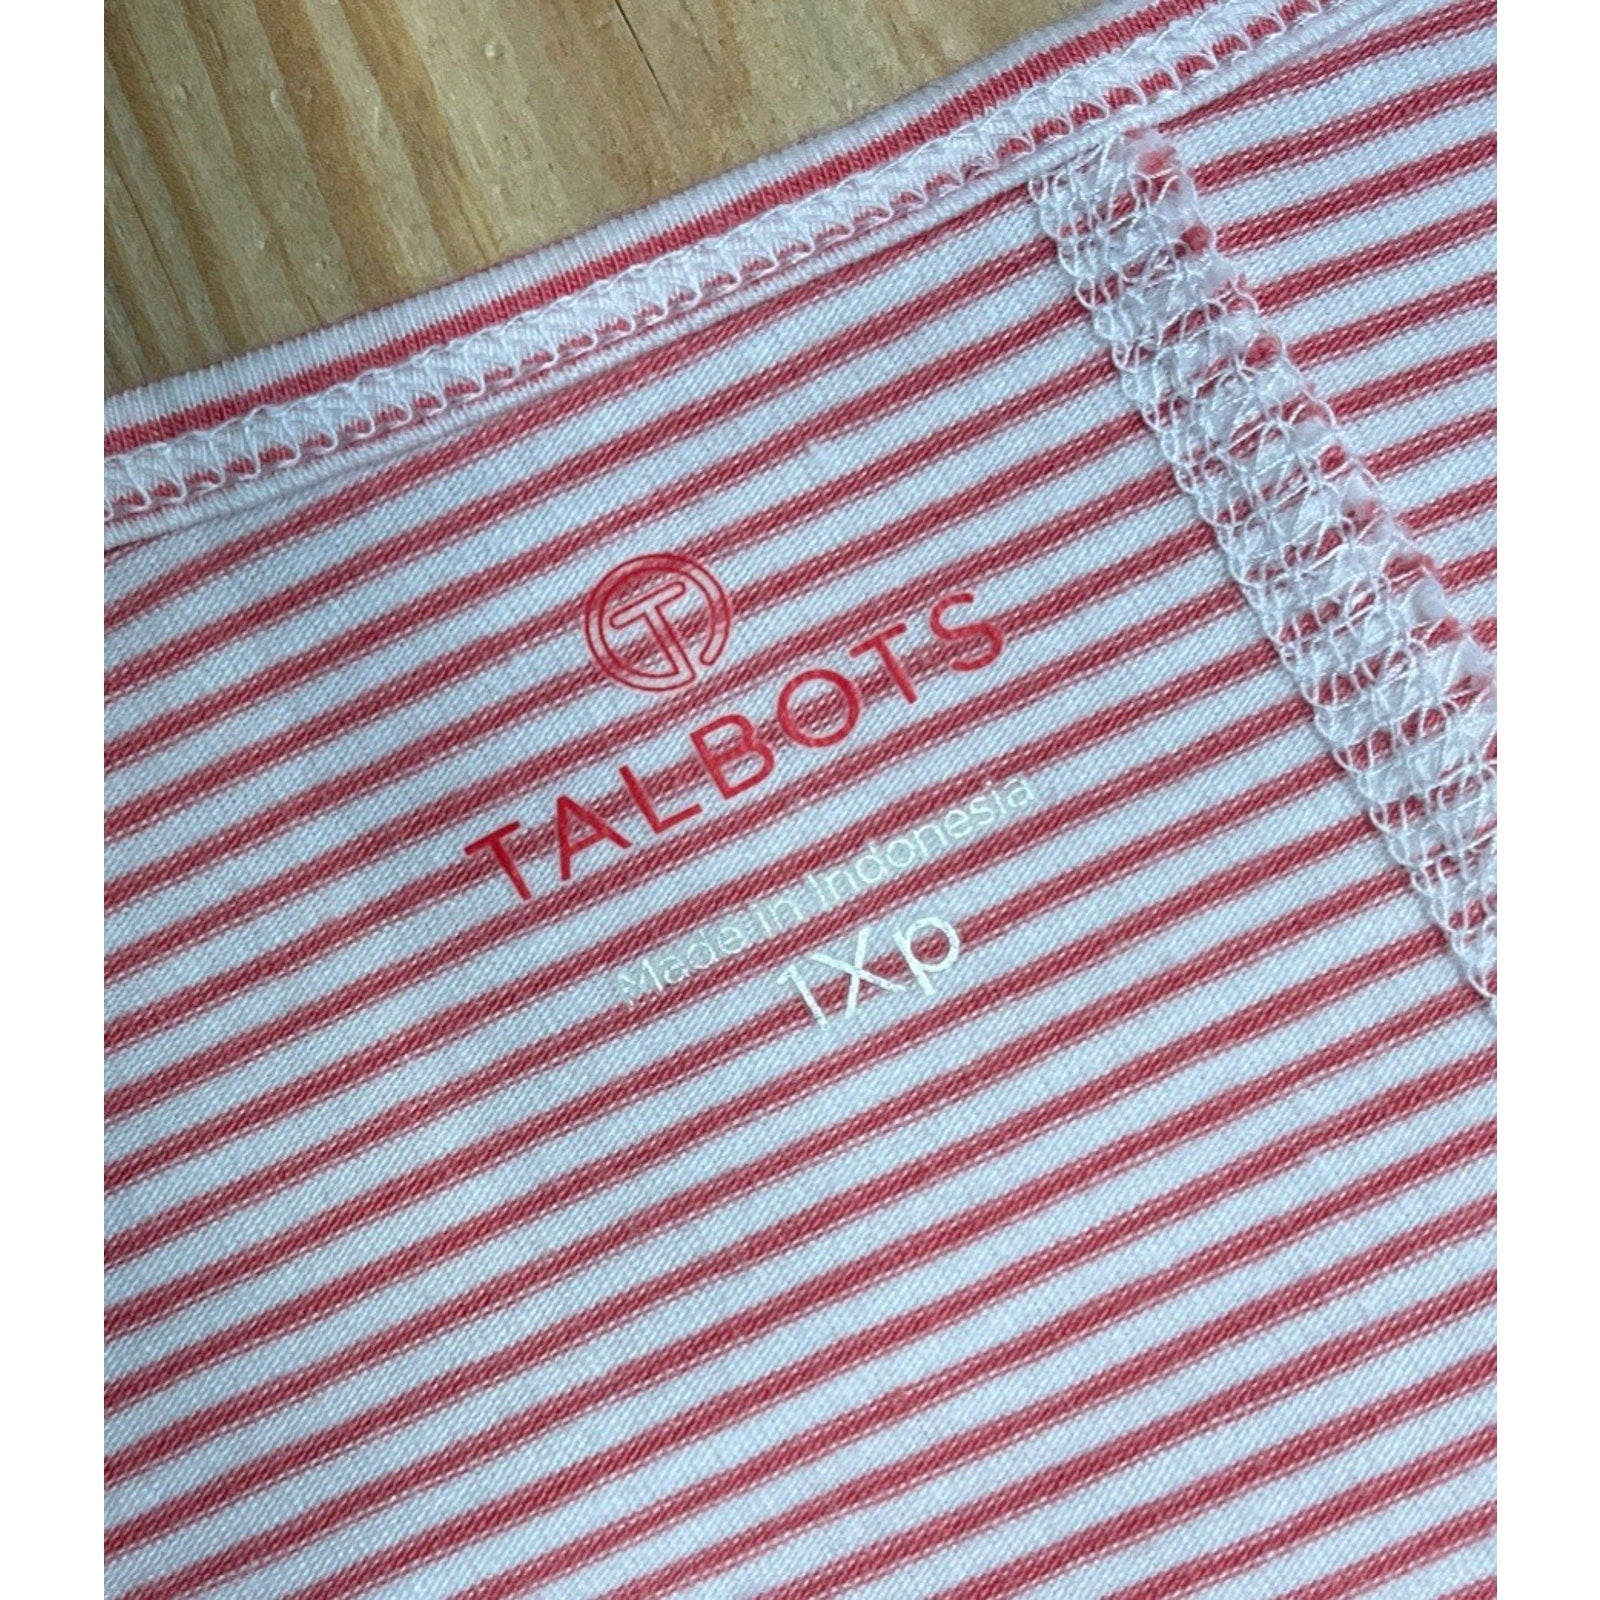 T
TALBOTS
Made in Indonesia
1Xp